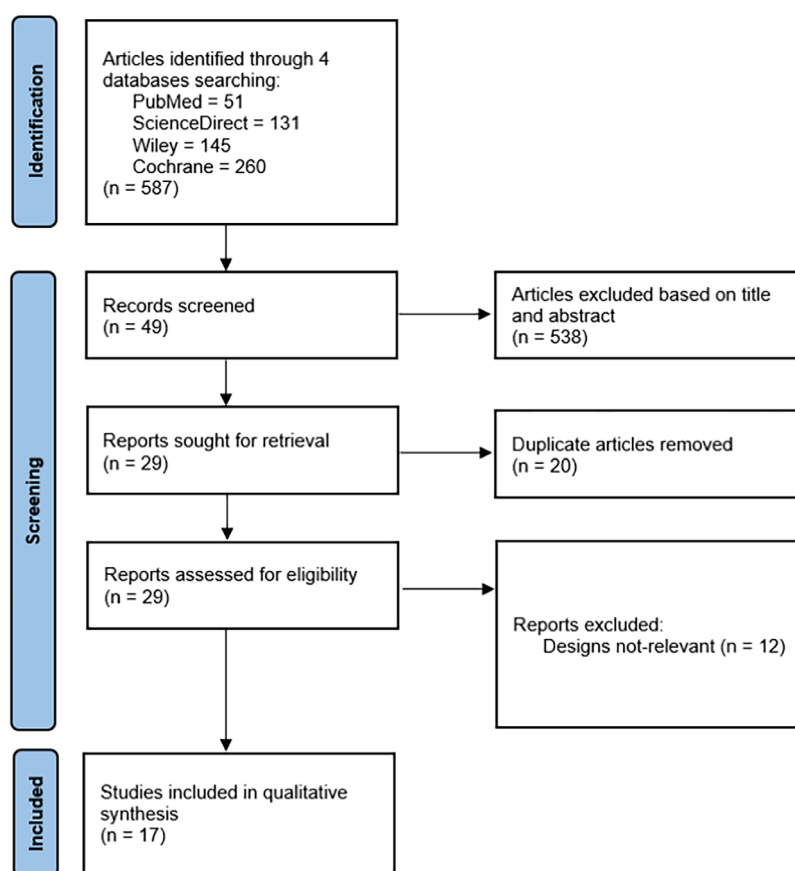 Identification
Articles identified through 4
databases searching:
PubMed = 51
ScienceDirect = 131
Wiley = 145
Cochrane = 260
(n = 587)
Screening
Records screened
(n = 49)
Articles excluded based on title
and abstract
(n = 538)
Reports sought for retrieval
(n = 29)
Duplicate articles removed
(n = 20)
Reports assessed for eligibility
(n = 29)
Reports excluded:
Designs not-relevant (n = 12)
Included
Studies included in qualitative
synthesis
(n = 17)